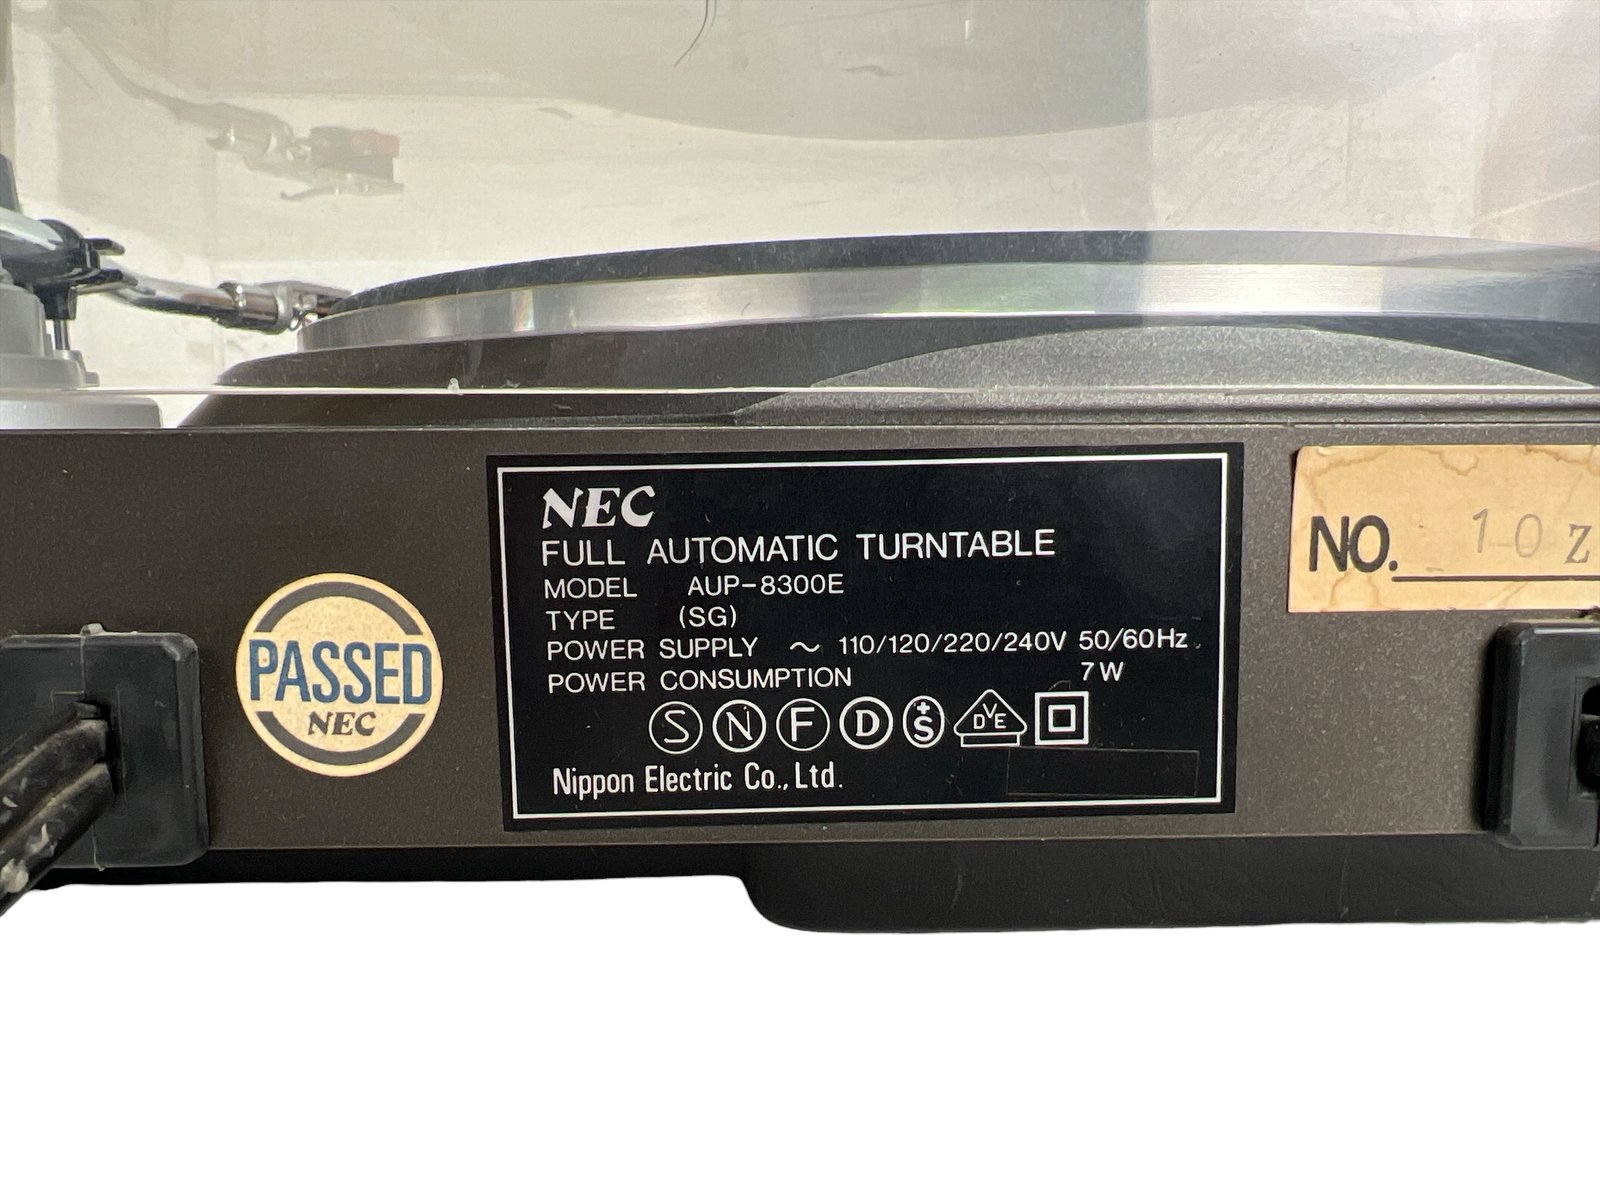 NEC
FULL AUTOMATIC TURNTABLE
MODEL AUP-8300E
TYPE (SG)
POWER SUPPLY ~ 110/120/220/240V 50/60Hz
POWER CONSUMPTION 7W
S N F D +S DVE
Nippon Electric Co., Ltd.
PASSED
NEC
NO. 10Z